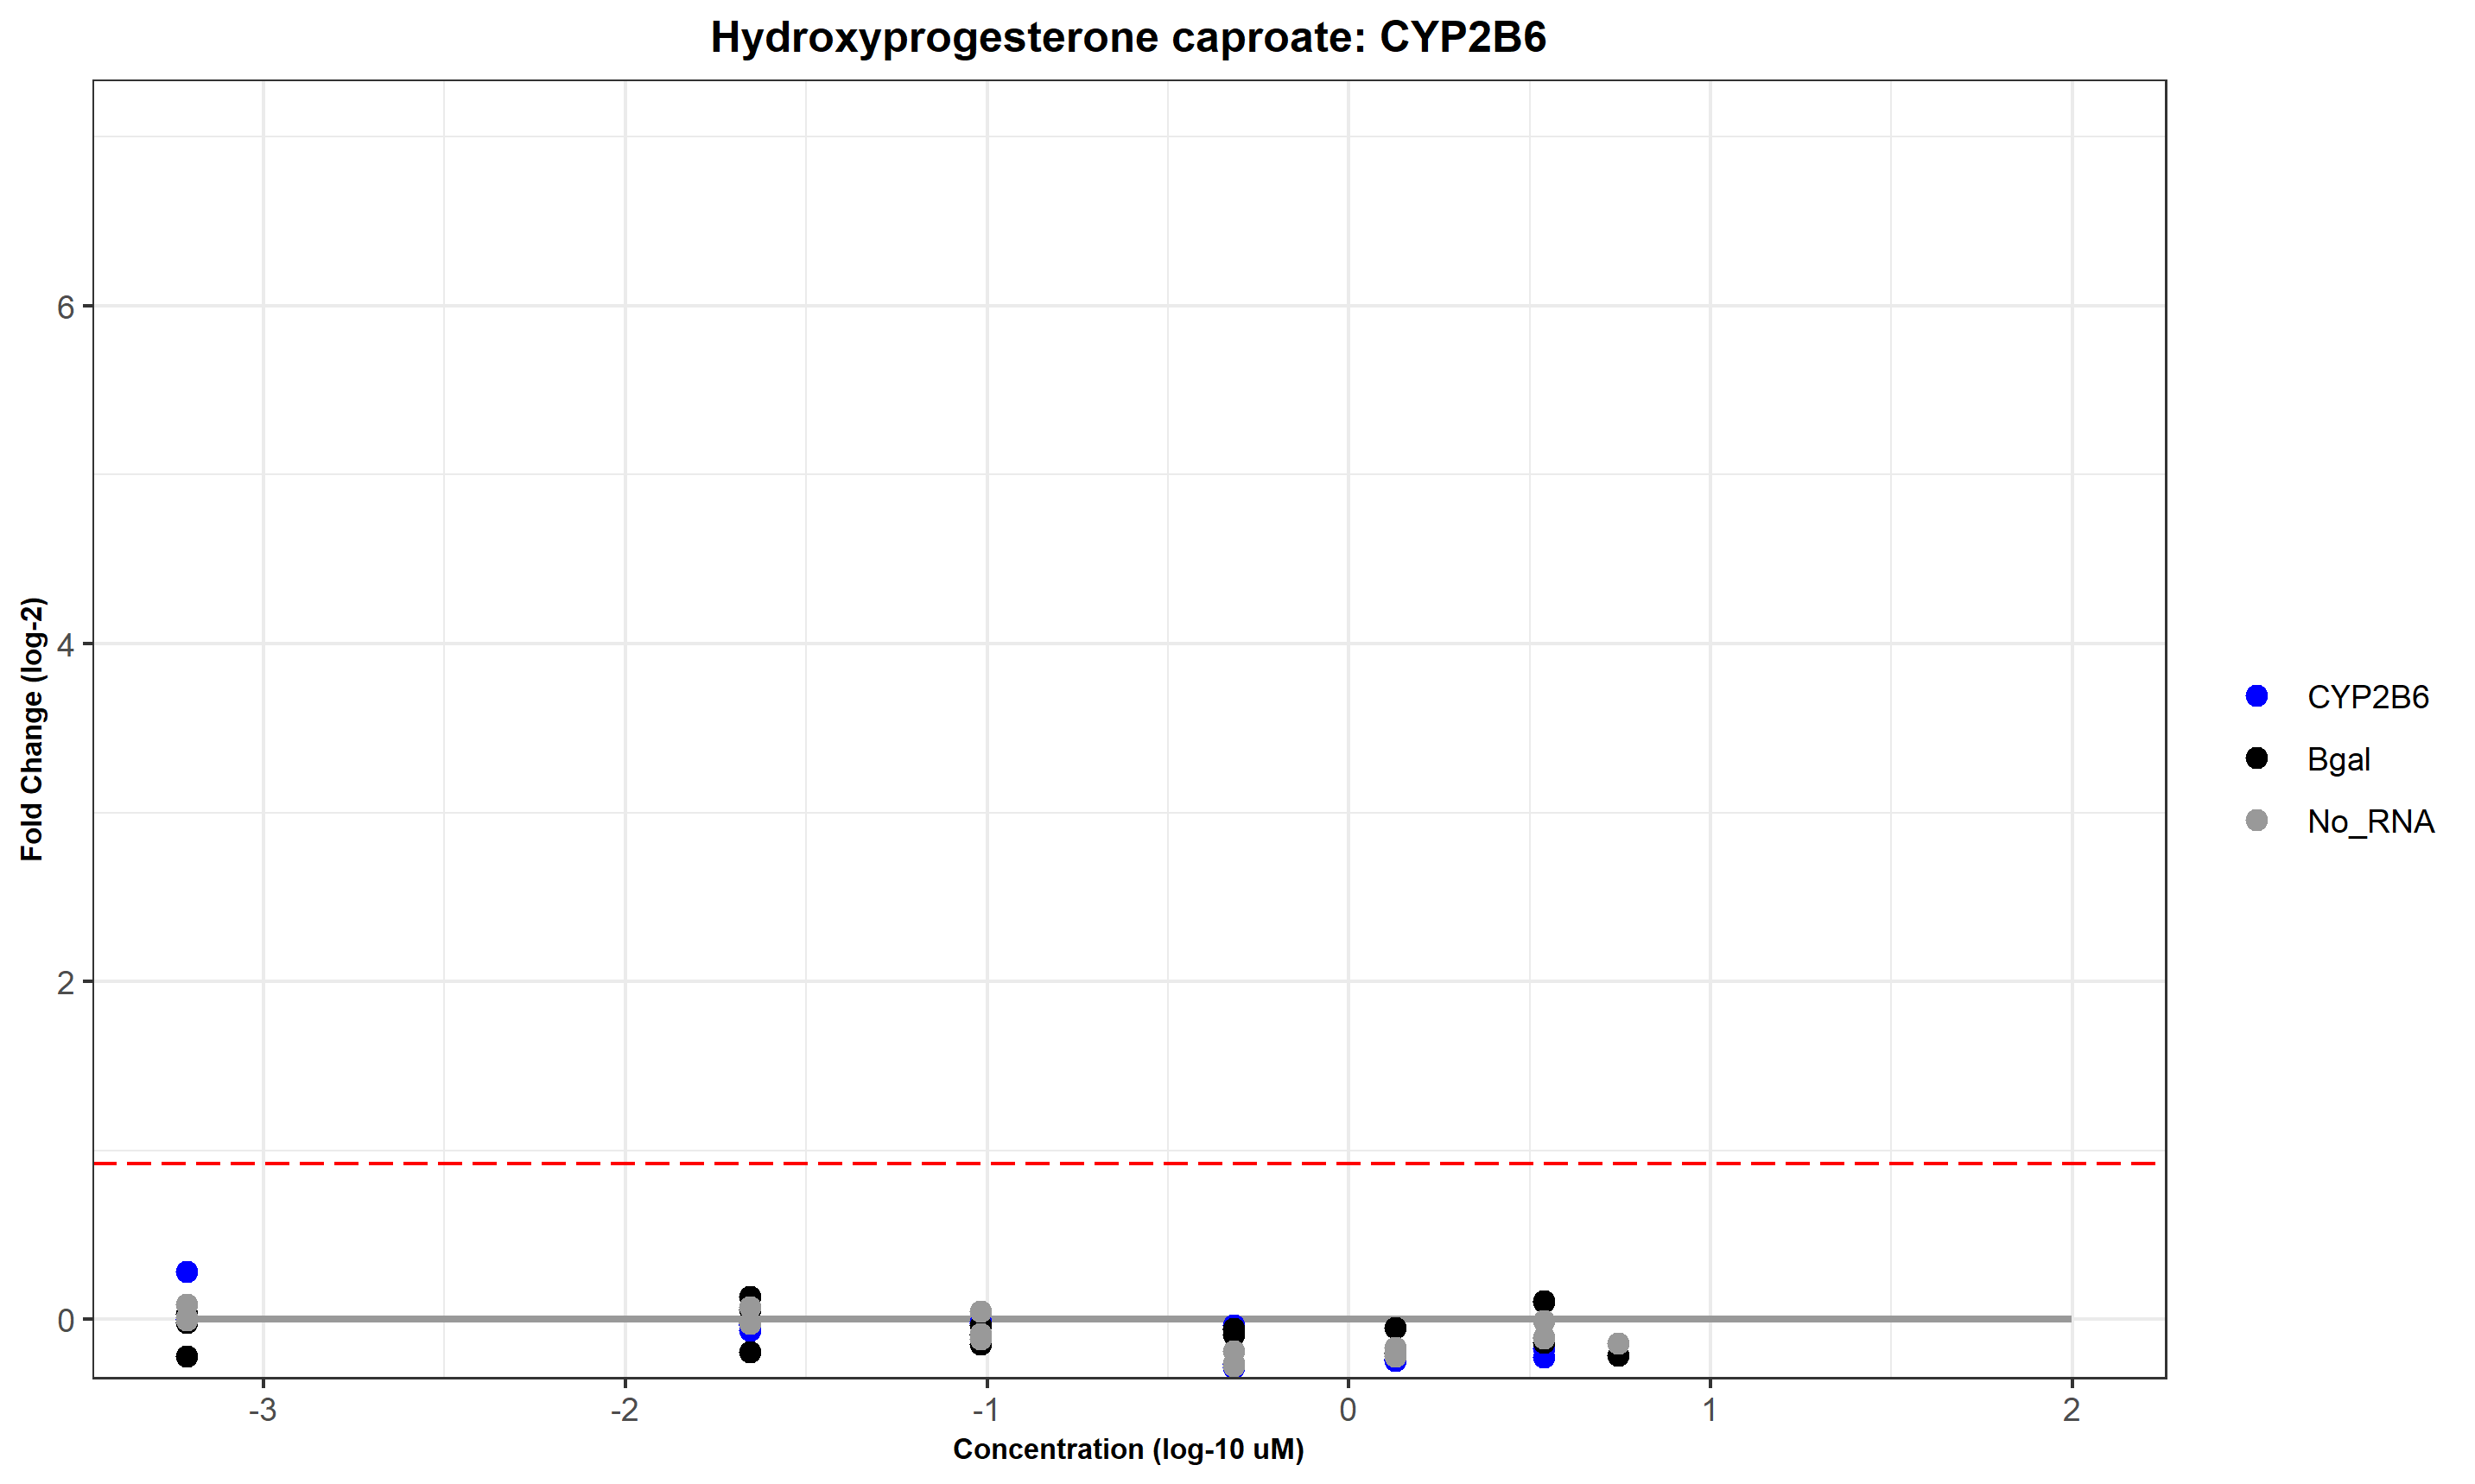 Hydroxyprogesterone caproate: CYP2B6
Fold Change (log-2)
6
4
2
0
-3
-2
-1
0
1
2
Concentration (log-10 uM)
CYP2B6
Bgal
No_RNA